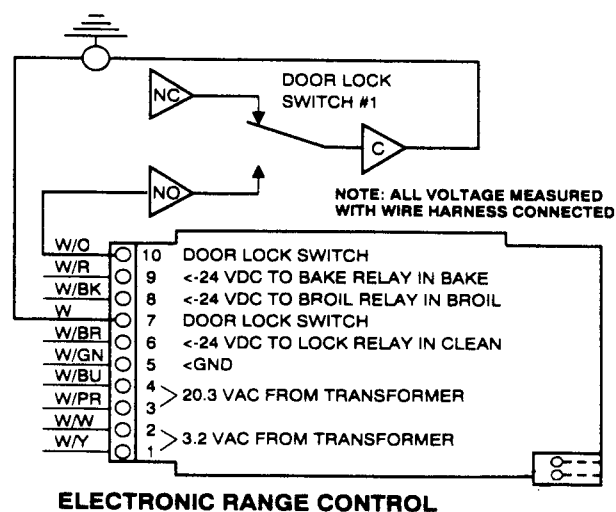 NC
DOOR LOCK
SWITCH #1
C
NO
NOTE: ALL VOLTAGE MEASURED
WITH WIRE HARNESS CONNECTED
W/O 10 DOOR LOCK SWITCH
W/R 9 <-24 VDC TO BAKE RELAY IN BAKE
W/BK 8 <-24 VDC TO BROIL RELAY IN BROIL
W 7 DOOR LOCK SWITCH
W/BR 6 <-24 VDC TO LOCK RELAY IN CLEAN
W/GN 5 <GND
W/BU 4
> 20.3 VAC FROM TRANSFORMER
W/PR 3
W/W 2
> 3.2 VAC FROM TRANSFORMER
W/Y 1
ELECTRONIC RANGE CONTROL